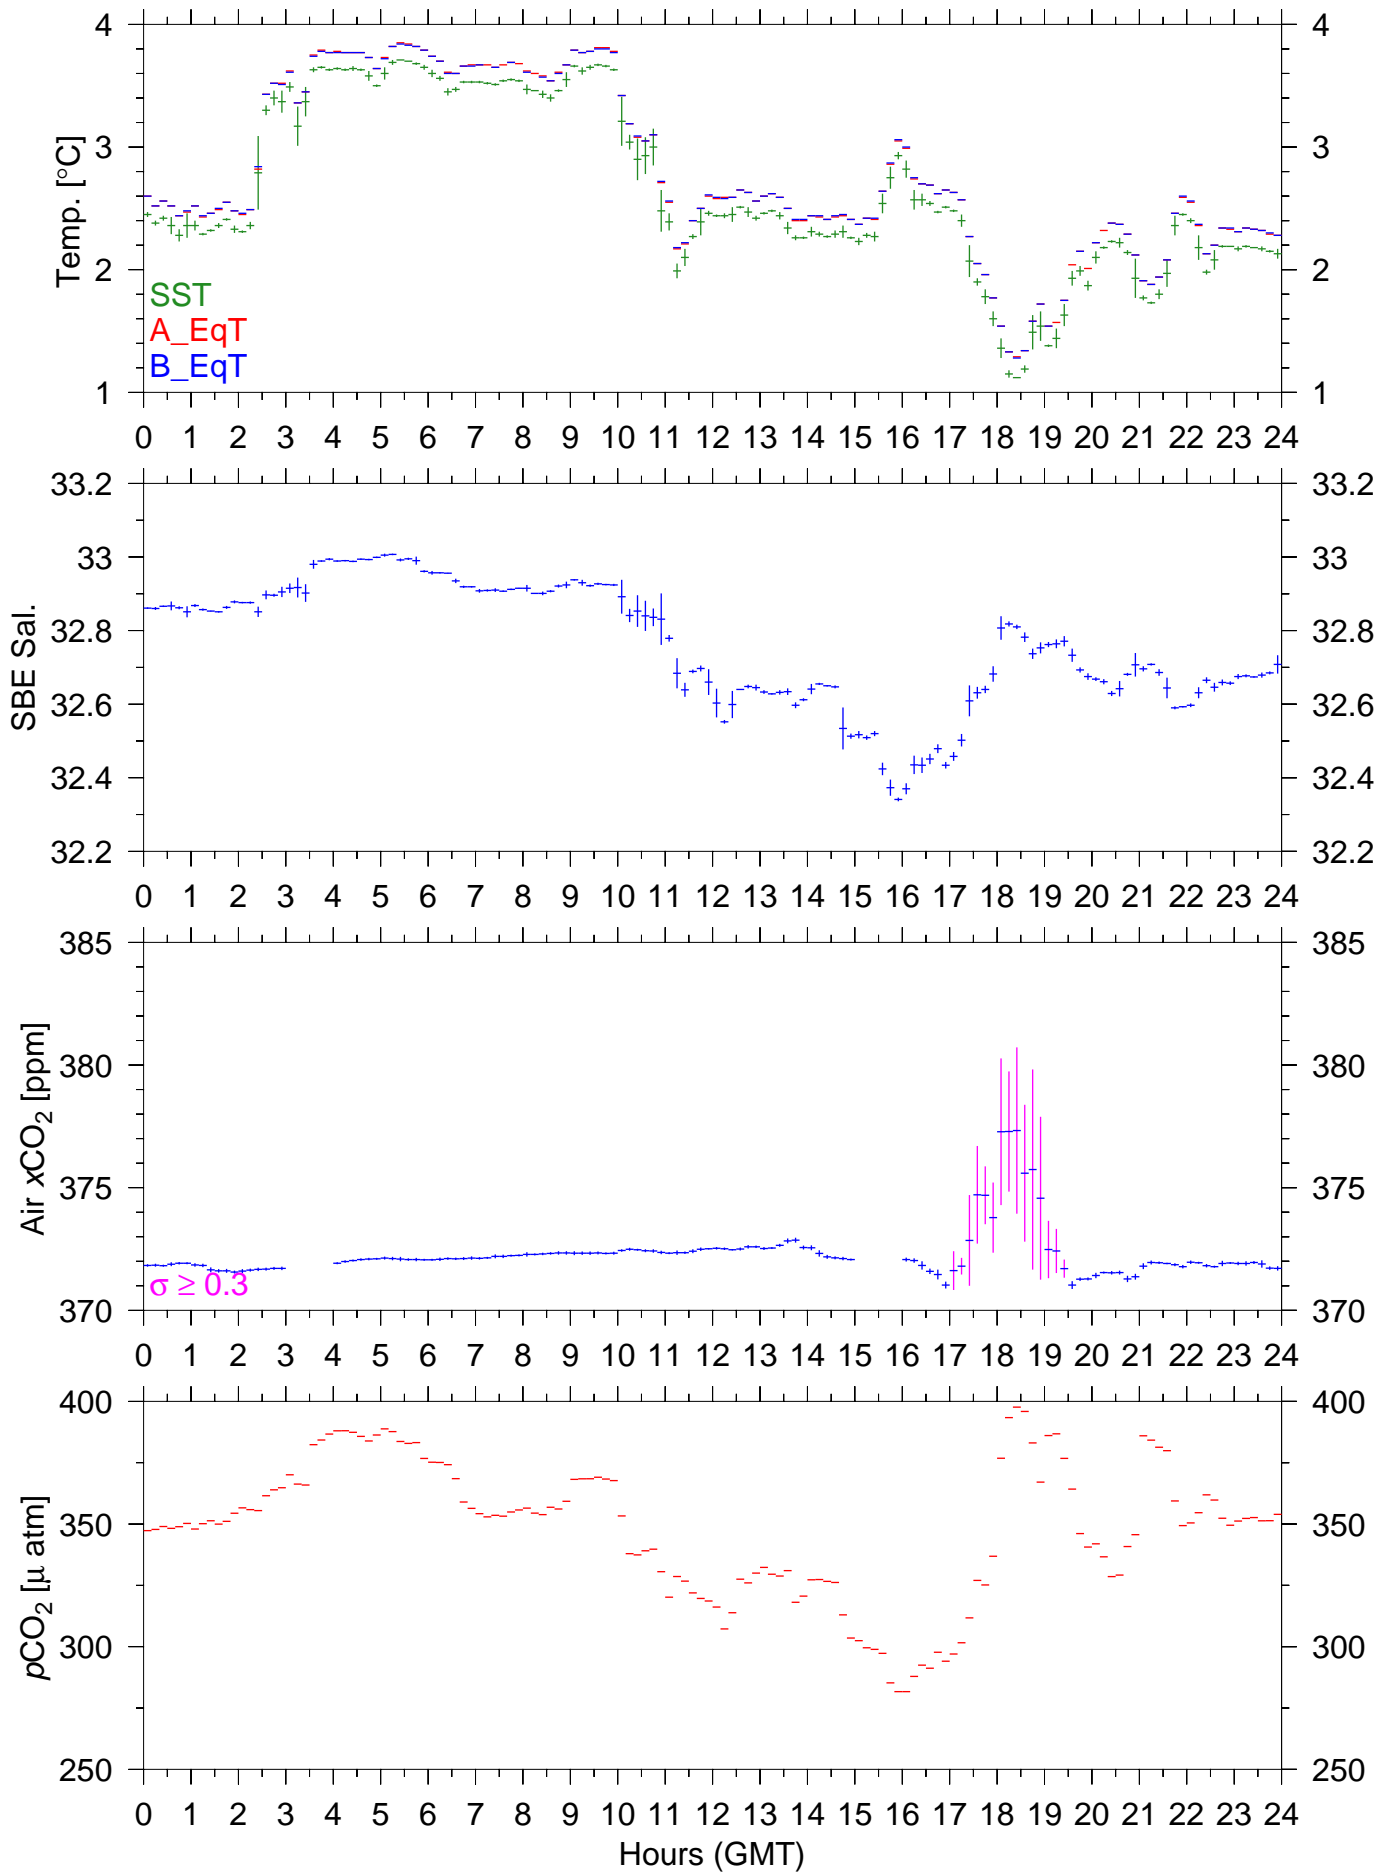 4 4
3 3
2 2
1 1
Temp. [°C]
SST
A_EqT
B_EqT
0 1 2 3 4 5 6 7 8 9 10 11 12 13 14 15 16 17 18 19 20 21 22 23 24
33.2 33.2
33 33
32.8 32.8
32.6 32.6
32.4 32.4
32.2 32.2
SBE Sal.
0 1 2 3 4 5 6 7 8 9 10 11 12 13 14 15 16 17 18 19 20 21 22 23 24
385 385
380 380
375 375
370 370
Air xCO₂ [ppm]
σ ≥ 0.3
0 1 2 3 4 5 6 7 8 9 10 11 12 13 14 15 16 17 18 19 20 21 22 23 24
400 400
350 350
300 300
250 250
pCO₂ [μ atm]
0 1 2 3 4 5 6 7 8 9 10 11 12 13 14 15 16 17 18 19 20 21 22 23 24
Hours (GMT)